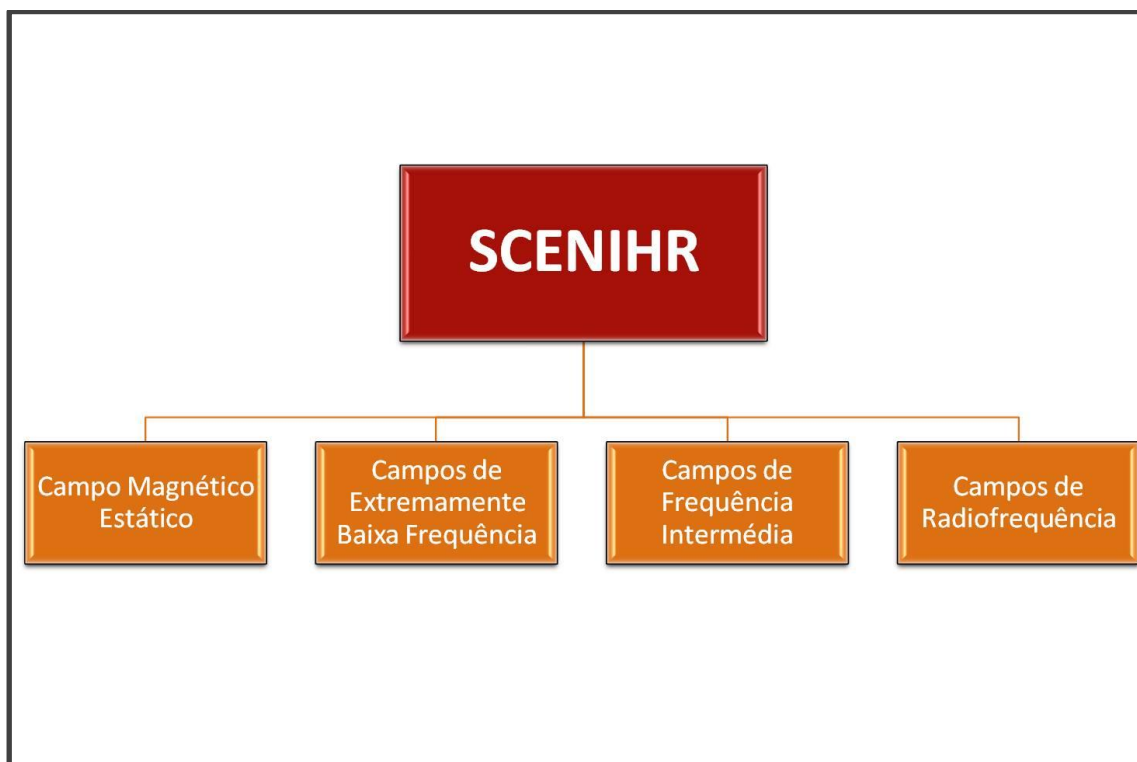 SCENIHR
Campo Magnético
Estático
Campos de
Extremamente
Baixa Frequência
Campos de
Frequência
Intermédia
Campos de
Radiofrequência